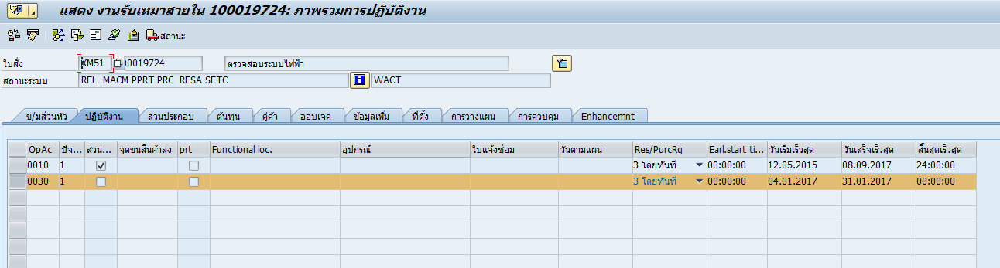 แสดง งานรับเหมาสายใน 100019724: ภาพรวมการปฏิบัติงาน
สถานะ
ใบสั่ง XM51 00019724 ตรวจสอบระบบไฟฟ้า
สถานะระบบ REL MACM PPRT PRC RESA SETC WACT
ข/มส่วนหัว ปฏิบัติงาน ส่วนประกอบ ต้นทุน คู่ค้า ออบเจค ข้อมูลเพิ่ม ที่ตั้ง การวางแผน การควบคุม Enhancemnt
OpAc ปัจ... ส่วน... จุดขนสินค้าลง prt Functional loc. อุปกรณ์ ใบแจ้งซ่อม วันตามแผน Res/PurcRq Earl.start ti... วันเริ่มเร็วสุด วันเสร็จเร็วสุด สิ้นสุดเร็วสุด
0010 1 3 โดยทันที 00:00:00 12.05.2015 08.09.2017 24:00:00
0030 1 3 โดยทันที 00:00:00 04.01.2017 31.01.2017 00:00:00